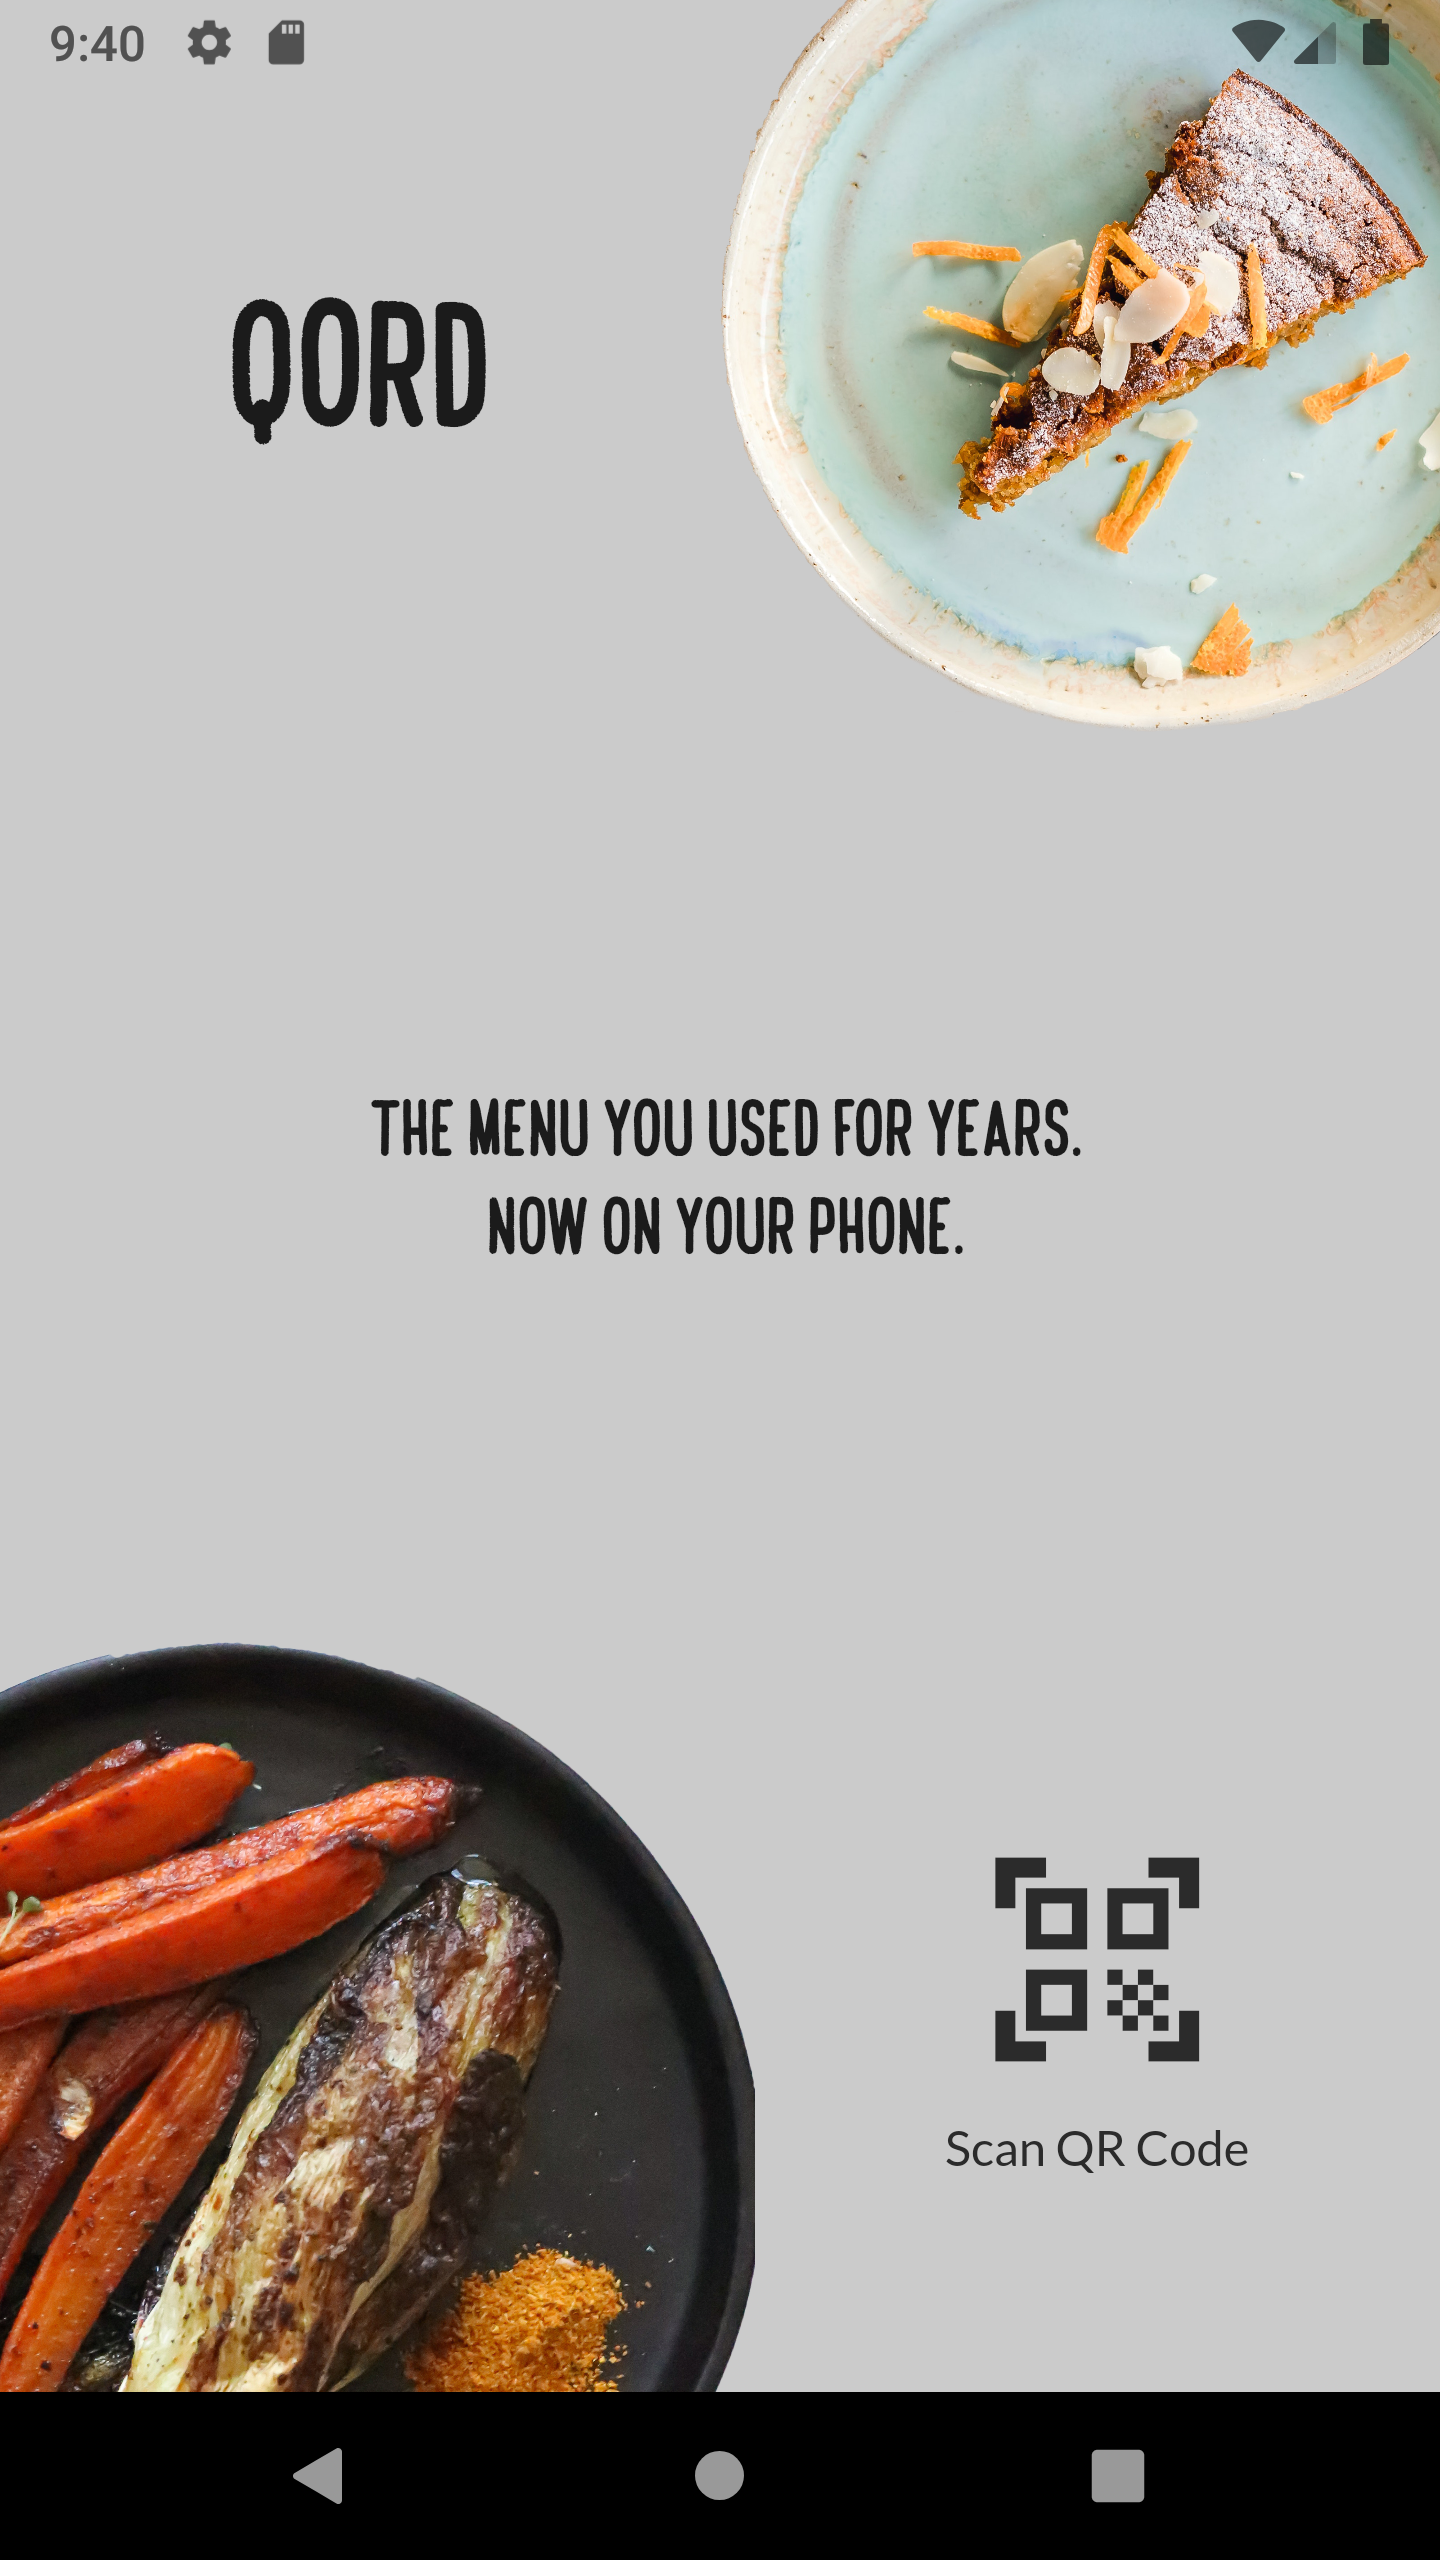 9:40
QORD
THE MENU YOU USED FOR YEARS.
NOW ON YOUR PHONE.
Scan QR Code